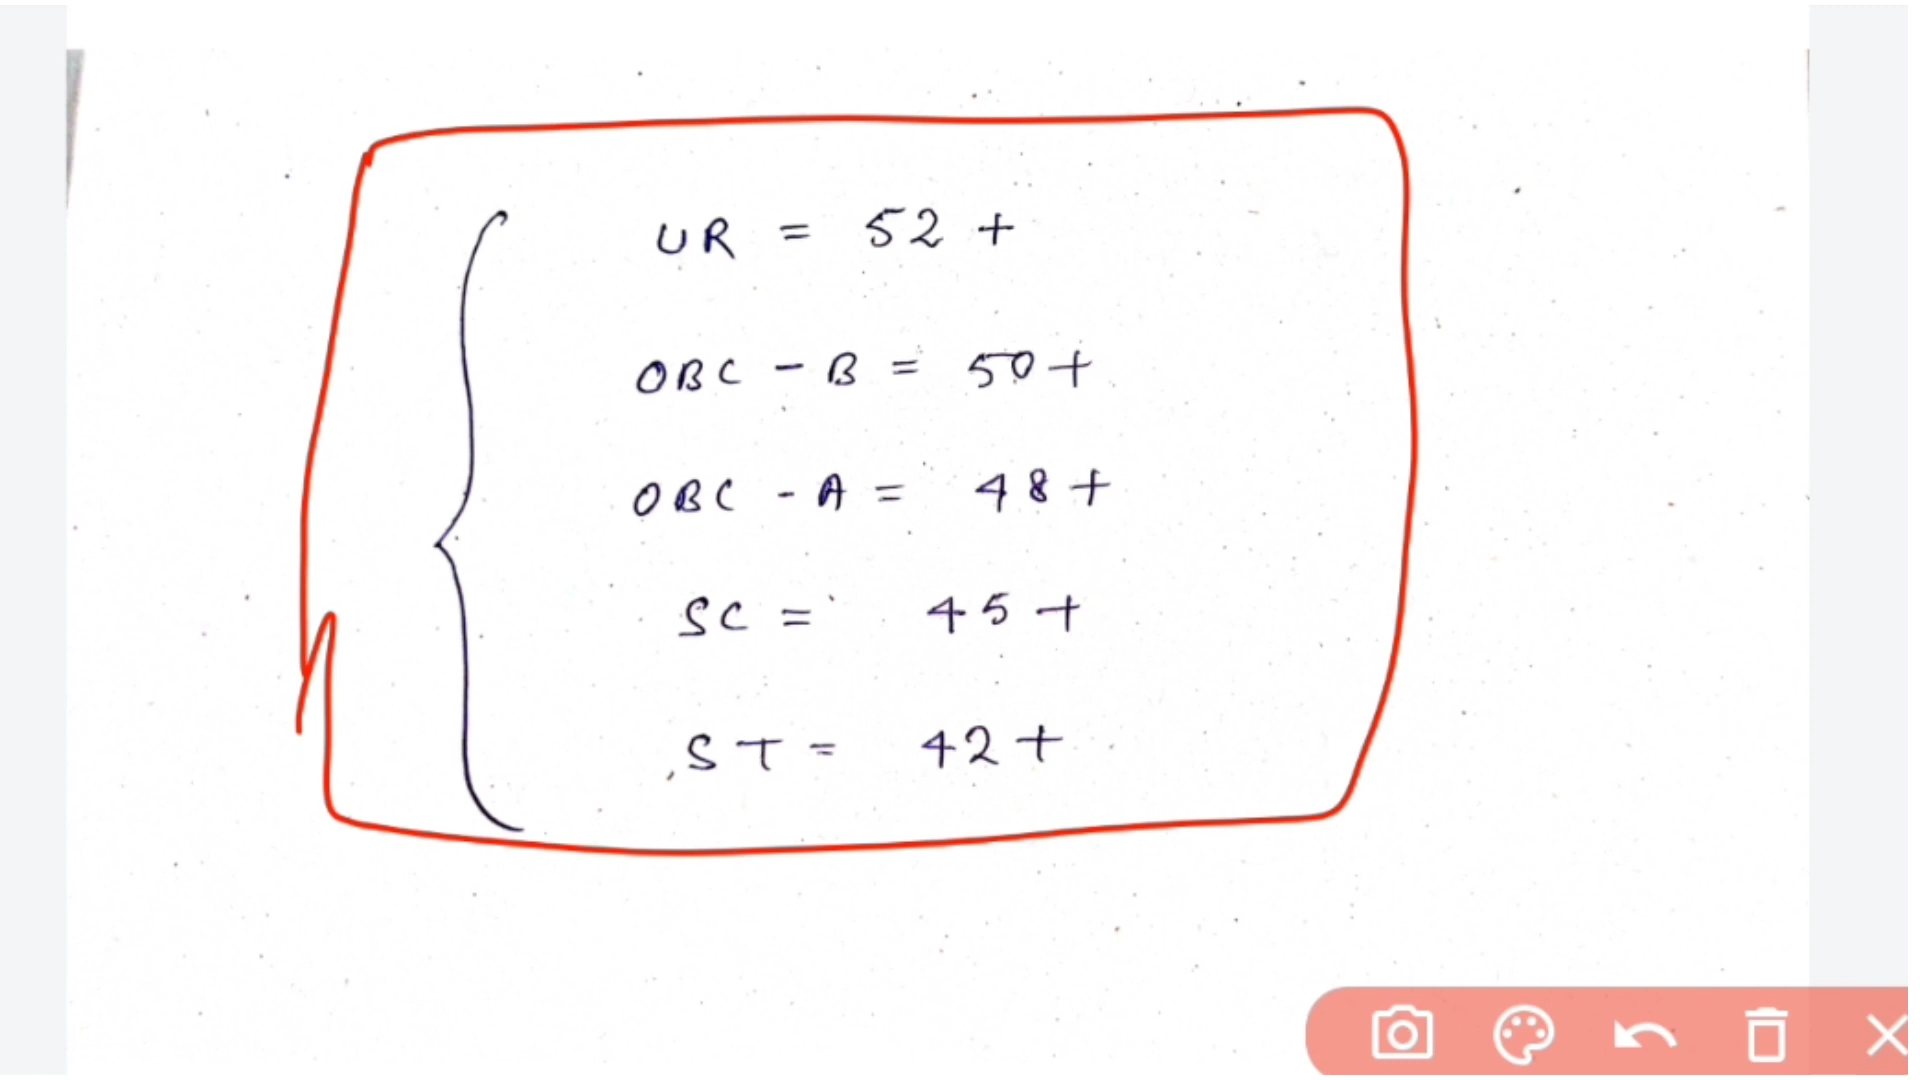 UR = 52 +
OBC - B = 50+
OBC - A = 48+
SC = 45 +
ST = 42 +